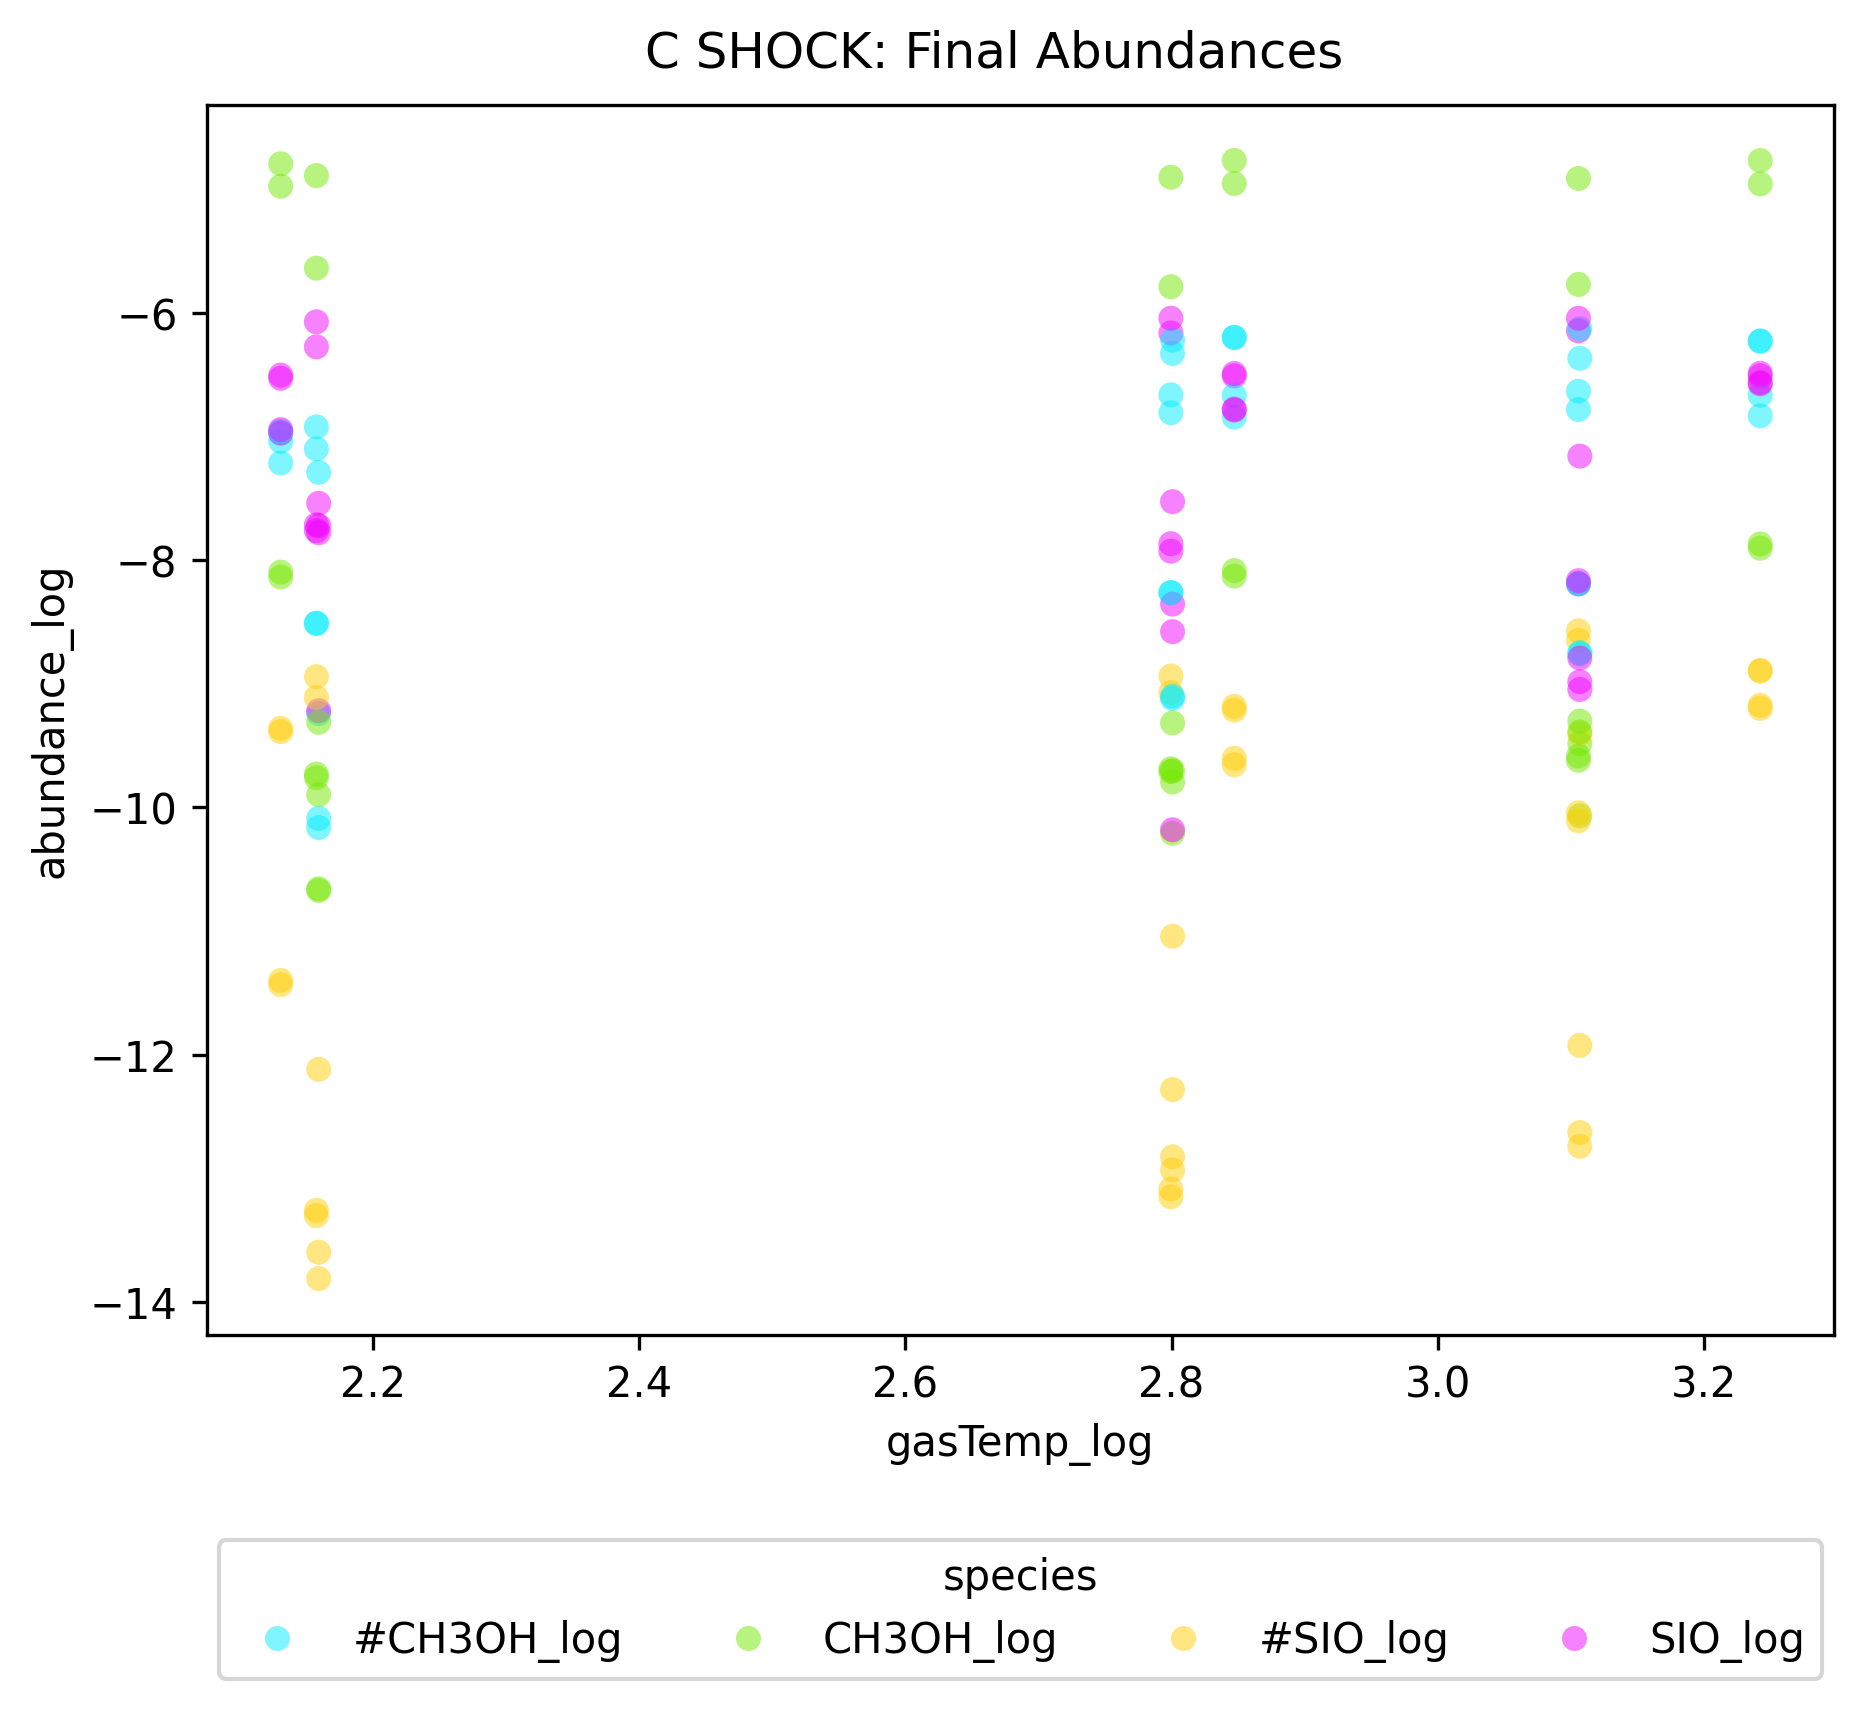 C SHOCK: Final Abundances
abundance_log
−6
−8
−10
−12
−14
2.2 2.4 2.6 2.8 3.0 3.2
gasTemp_log
species
#CH3OH_log CH3OH_log #SIO_log SIO_log